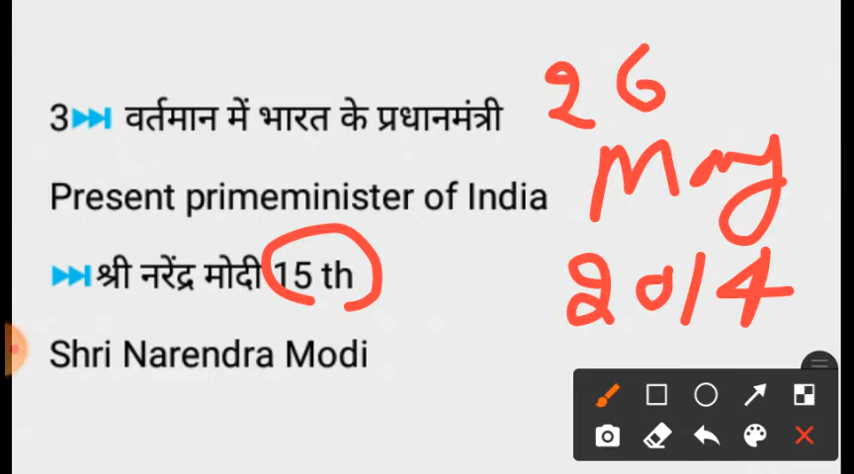 3⏭ वर्तमान में भारत के प्रधानमंत्री
Present primeminister of India
⏭श्री नरेंद्र मोदी 15 th
Shri Narendra Modi
26
May
2014